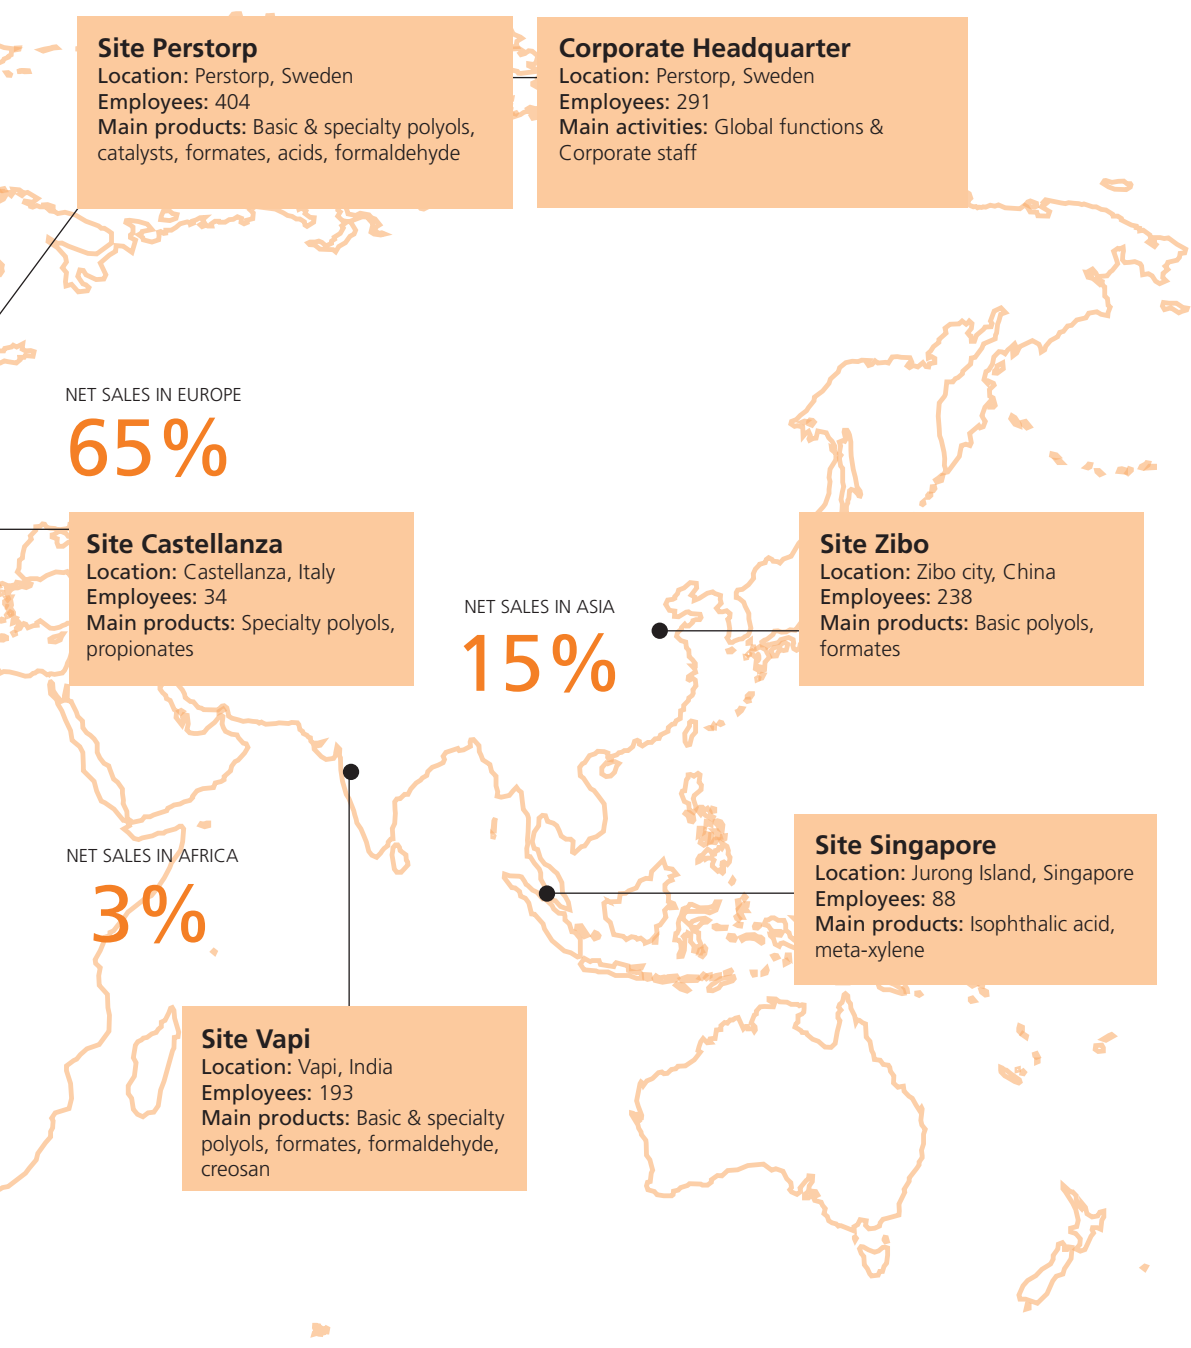 Site Perstorp
Location: Perstorp, Sweden
Employees: 404
Main products: Basic & specialty polyols,
catalysts, formates, acids, formaldehyde
Corporate Headquarter
Location: Perstorp, Sweden
Employees: 291
Main activities: Global functions &
Corporate staff
NET SALES IN EUROPE
65%
Site Castellanza
Location: Castellanza, Italy
Employees: 34
Main products: Specialty polyols,
propionates
NET SALES IN ASIA
15%
Site Zibo
Location: Zibo city, China
Employees: 238
Main products: Basic polyols,
formates
NET SALES IN AFRICA
3%
Site Singapore
Location: Jurong Island, Singapore
Employees: 88
Main products: Isophthalic acid,
meta-xylene
Site Vapi
Location: Vapi, India
Employees: 193
Main products: Basic & specialty
polyols, formates, formaldehyde,
creosan